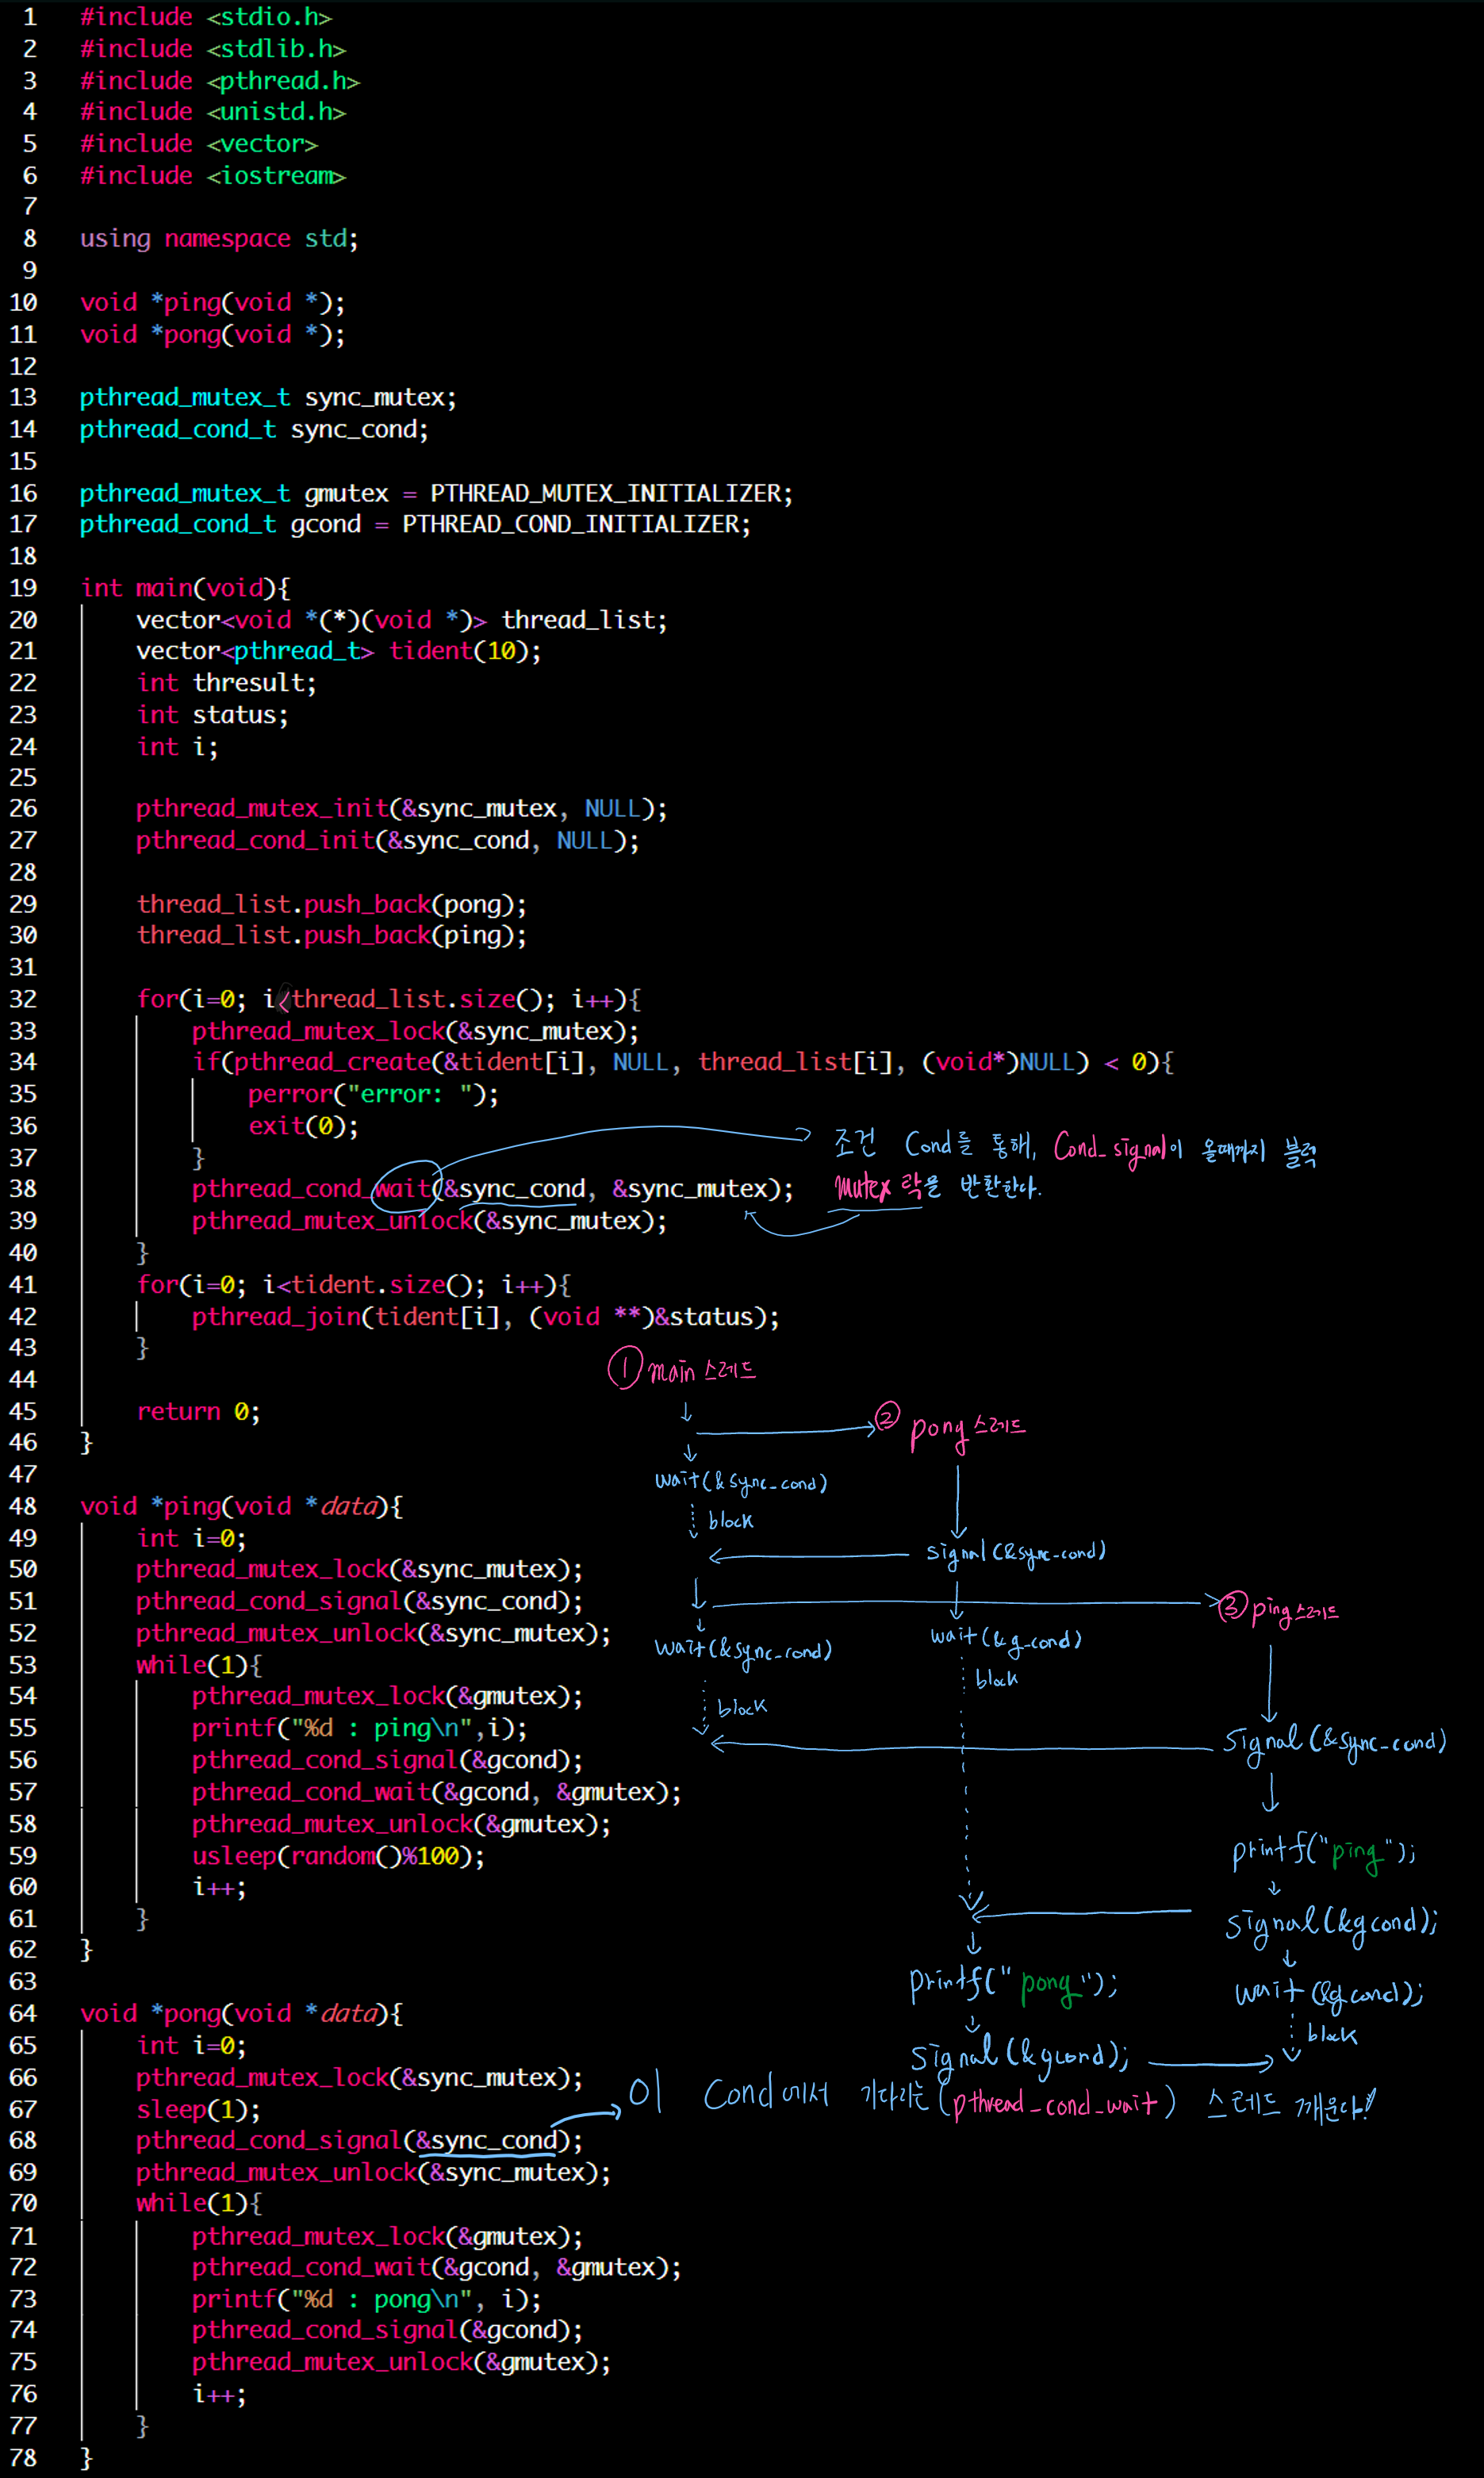 1 #include <stdio.h>
2 #include <stdlib.h>
3 #include <pthread.h>
4 #include <unistd.h>
5 #include <vector>
6 #include <iostream>
7
8 using namespace std;
9
10 void *ping(void *);
11 void *pong(void *);
12
13 pthread_mutex_t sync_mutex;
14 pthread_cond_t sync_cond;
15
16 pthread_mutex_t gmutex = PTHREAD_MUTEX_INITIALIZER;
17 pthread_cond_t gcond = PTHREAD_COND_INITIALIZER;
18
19 int main(void){
20 vector<void *(*)(void *)> thread_list;
21 vector<pthread_t> tident(10);
22 int thresult;
23 int status;
24 int i;
25
26 pthread_mutex_init(&sync_mutex, NULL);
27 pthread_cond_init(&sync_cond, NULL);
28
29 thread_list.push_back(pong);
30 thread_list.push_back(ping);
31
32 for(i=0; i<thread_list.size(); i++){
33 pthread_mutex_lock(&sync_mutex);
34 if(pthread_create(&tident[i], NULL, thread_list[i], (void*)NULL) < 0){
35 perror("error: ");
36 exit(0);
조건 Cond를 통해, Cond_signal이 올때까지 블럭
37 }
38 pthread_cond_wait(&sync_cond, &sync_mutex);
mutex 락을 반환한다.
39 pthread_mutex_unlock(&sync_mutex);
40 }
41 for(i=0; i<tident.size(); i++){
42 pthread_join(tident[i], (void **)&status);
43 }
① main 스레드
44
45 return 0;
② pong 스레드
46 }
47
wait(&sync_cond)
48 void *ping(void *data){
block
49 int i=0;
signal(&sync_cond)
50 pthread_mutex_lock(&sync_mutex);
51 pthread_cond_signal(&sync_cond);
③ ping 스레드
52 pthread_mutex_unlock(&sync_mutex);
wait(&sync_cond)
wait(&g_cond)
53 while(1){
block
54 pthread_mutex_lock(&gmutex);
block
55 printf("%d : ping\n",i);
signal(&sync_cond)
56 pthread_cond_signal(&gcond);
57 pthread_cond_wait(&gcond, &gmutex);
58 pthread_mutex_unlock(&gmutex);
59 usleep(random()%100);
printf("ping");
60 i++;
61 }
signal(&gcond);
62 }
63
printf("pong");
wait(&gcond);
64 void *pong(void *data){
65 int i=0;
block
signal(&gcond);
66 pthread_mutex_lock(&sync_mutex);
67 sleep(1);
이 Cond에서 기다리는(pthread_cond_wait) 스레드 깨운다!
68 pthread_cond_signal(&sync_cond);
69 pthread_mutex_unlock(&sync_mutex);
70 while(1){
71 pthread_mutex_lock(&gmutex);
72 pthread_cond_wait(&gcond, &gmutex);
73 printf("%d : pong\n", i);
74 pthread_cond_signal(&gcond);
75 pthread_mutex_unlock(&gmutex);
76 i++;
77 }
78 }